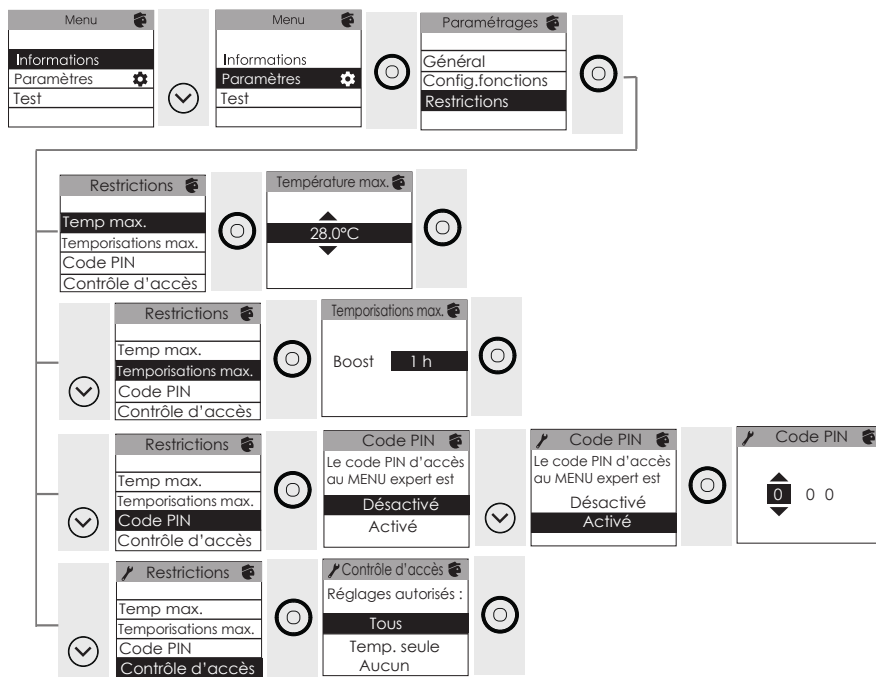 Menu
Informations
Paramètres
Test
Menu
Informations
Paramètres
Test
Paramétrages
Général
Config.fonctions
Restrictions
Restrictions
Temp max.
Temporisations max.
Code PIN
Contrôle d'accès
Température max.
28.0°C
Restrictions
Temp max.
Temporisations max.
Code PIN
Contrôle d'accès
Temporisations max.
Boost 1 h
Restrictions
Temp max.
Temporisations max.
Code PIN
Contrôle d'accès
Code PIN
Le code PIN d'accès
au MENU expert est
Désactivé
Activé
Code PIN
Le code PIN d'accès
au MENU expert est
Désactivé
Activé
Code PIN
0 0 0
Restrictions
Temp max.
Temporisations max.
Code PIN
Contrôle d'accès
Contrôle d'accès
Réglages autorisés :
Tous
Temp. seule
Aucun